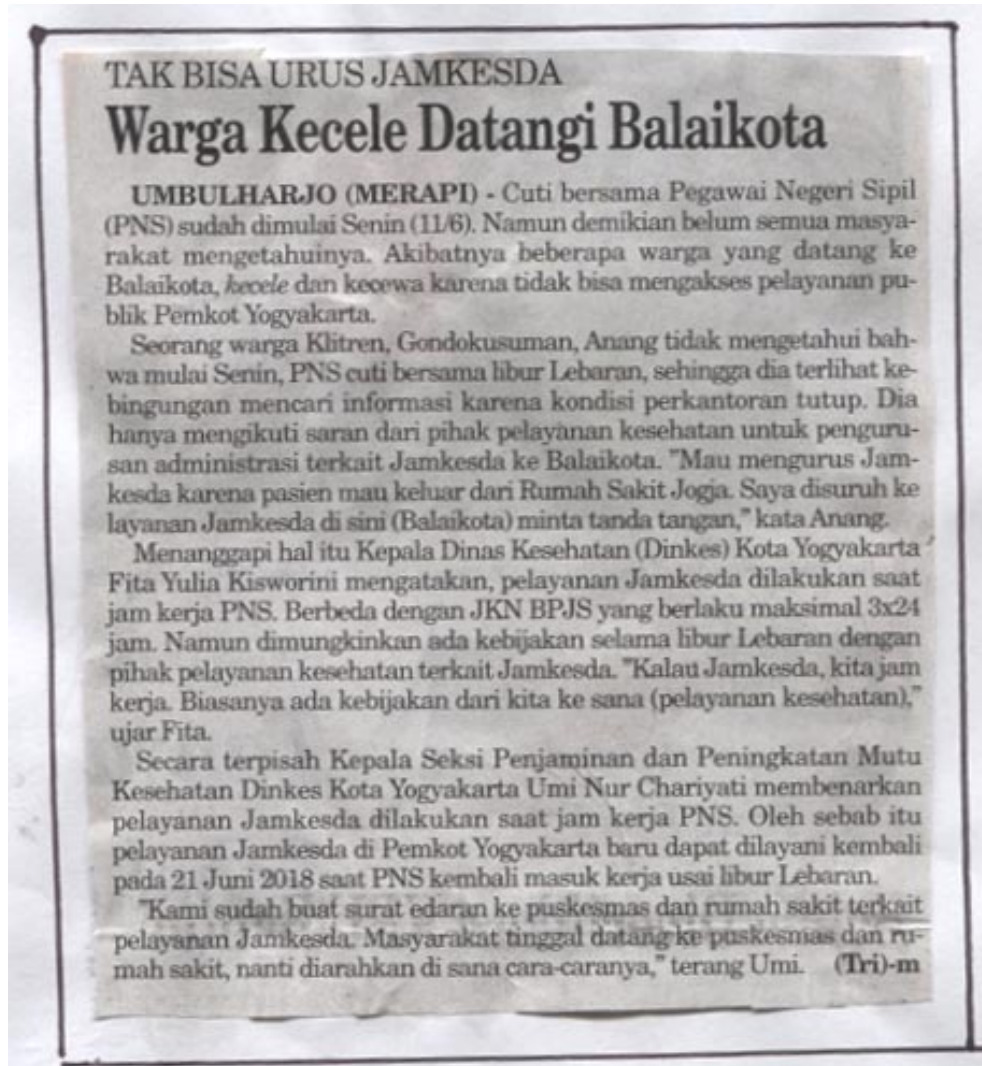 TAK BISA URUS JAMKESDA
Warga Kecele Datangi Balaikota
UMBULHARJO (MERAPI) - Cuti bersama Pegawai Negeri Sipil
(PNS) sudah dimulai Senin (11/6). Namun demikian belum semua masya-
rakat mengetahuinya. Akibatnya beberapa warga yang datang ke
Balaikota, kecele dan kecewa karena tidak bisa mengakses pelayanan pu-
blik Pemkot Yogyakarta.
Seorang warga Klitren, Gondokusuman, Anang tidak mengetahui bah-
wa mulai Senin, PNS cuti bersama libur Lebaran, sehingga dia terlihat ke-
bingungan mencari informasi karena kondisi perkantoran tutup. Dia
hanya mengikuti saran dari pihak pelayanan kesehatan untuk penguru-
san administrasi terkait Jamkesda ke Balaikota. "Mau mengurus Jam-
kesda karena pasien mau keluar dari Rumah Sakit Jogja. Saya disuruh ke
layanan Jamkesda di sini (Balaikota) minta tanda tangan," kata Anang.
Menanggapi hal itu Kepala Dinas Kesehatan (Dinkes) Kota Yogyakarta
Fita Yulia Kisworini mengatakan, pelayanan Jamkesda dilakukan saat
jam kerja PNS. Berbeda dengan JKN BPJS yang berlaku maksimal 3x24
jam. Namun dimungkinkan ada kebijakan selama libur Lebaran dengan
pihak pelayanan kesehatan terkait Jamkesda. "Kalau Jamkesda, kita jam
kerja. Biasanya ada kebijakan dari kita ke sana (pelayanan kesehatan),"
ujar Fita.
Secara terpisah Kepala Seksi Penjaminan dan Peningkatan Mutu
Kesehatan Dinkes Kota Yogyakarta Umi Nur Chariyati membenarkan
pelayanan Jamkesda dilakukan saat jam kerja PNS. Oleh sebab itu
pelayanan Jamkesda di Pemkot Yogyakarta baru dapat dilayani kembali
pada 21 Juni 2018 saat PNS kembali masuk kerja usai libur Lebaran.
"Kami sudah buat surat edaran ke puskesmas dan rumah sakit terkait
pelayanan Jamkesda. Masyarakat tinggal datang ke puskesmas dan ru-
mah sakit, nanti diarahkan di sana cara-caranya," terang Umi. (Tri)-m